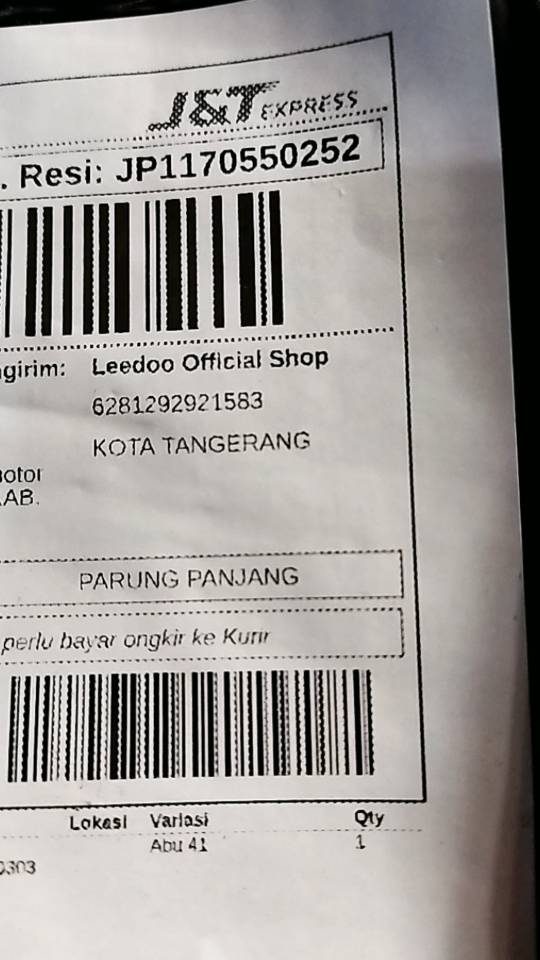 J&T EXPRESS
. Resi: JP1170550252
ngirim: Leedoo Official Shop
6281292921583
KOTA TANGERANG
otor
AB.
PARUNG PANJANG
perlu bayar ongkir ke Kurir
Lokasi Variasi Qty
Abu 41 1
0303